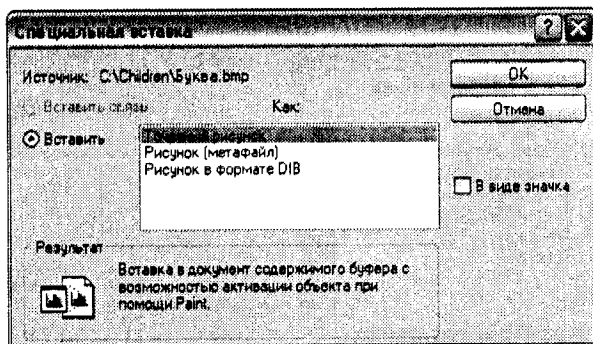 Специальная вставка
Источник: C:\Chidren\Буква.bmp
OK
Вставить связь
Как:
Отмена
Вставить
Точечный рисунок
Рисунок (метафайл)
Рисунок в формате DIB
В виде значка
Результат
Вставка в документ содержимого буфера с
возможностью активации объекта при
помощи Paint.